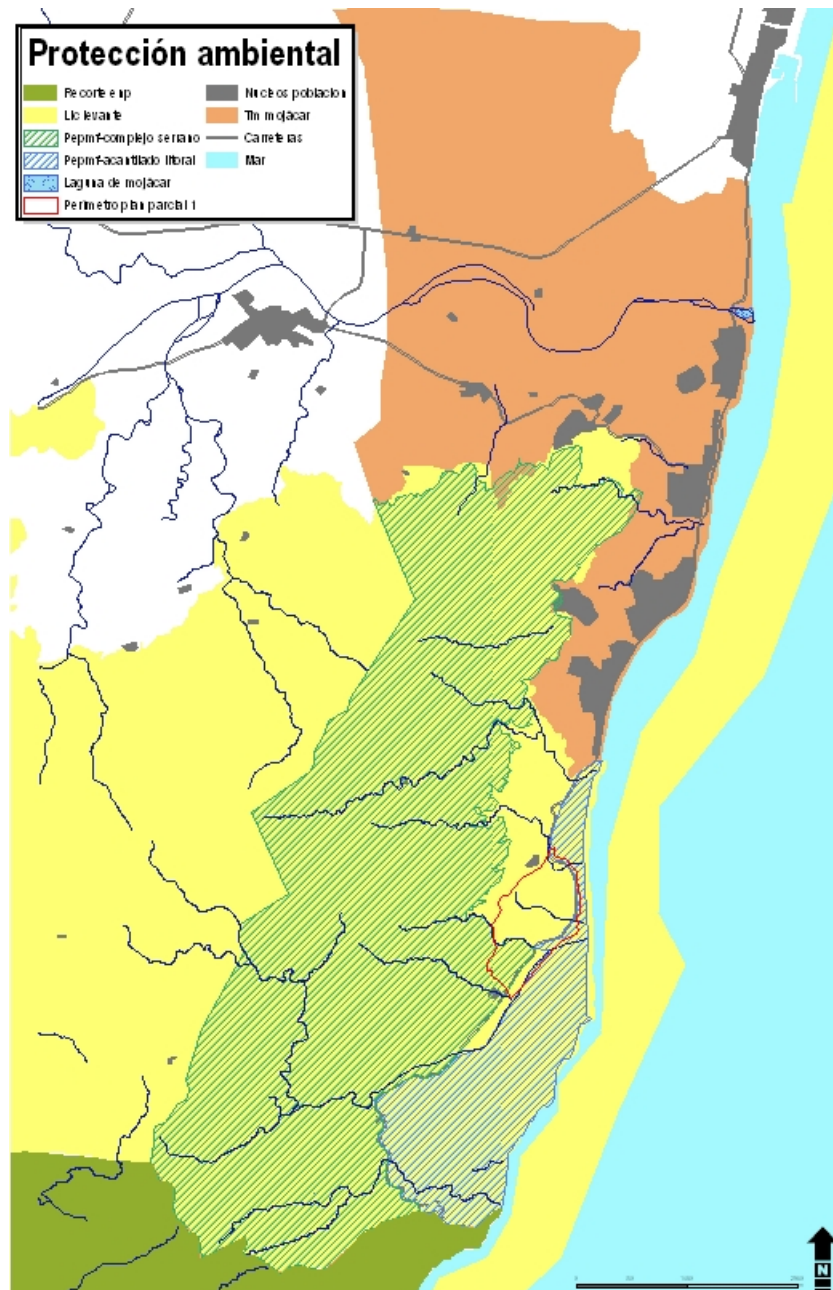 Protección ambiental
Recorte enp
Lic levante
Pepmf-complejo serrano
Pepmf-acantilado litoral
Laguna de mojácar
Perimetro plan parcial 1
Nucleos poblacion
Tm mojácar
Carreteras
Mar
N